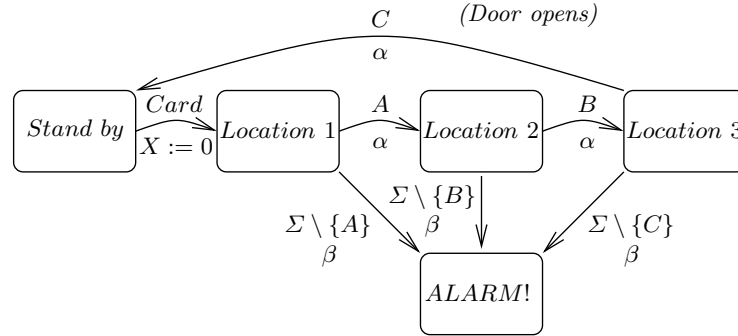 C
(Door opens)
α
Stand by
Card
X := 0
Location 1
A
α
Location 2
B
α
Location 3
Σ \ {A}
β
Σ \ {B}
β
Σ \ {C}
β
ALARM!